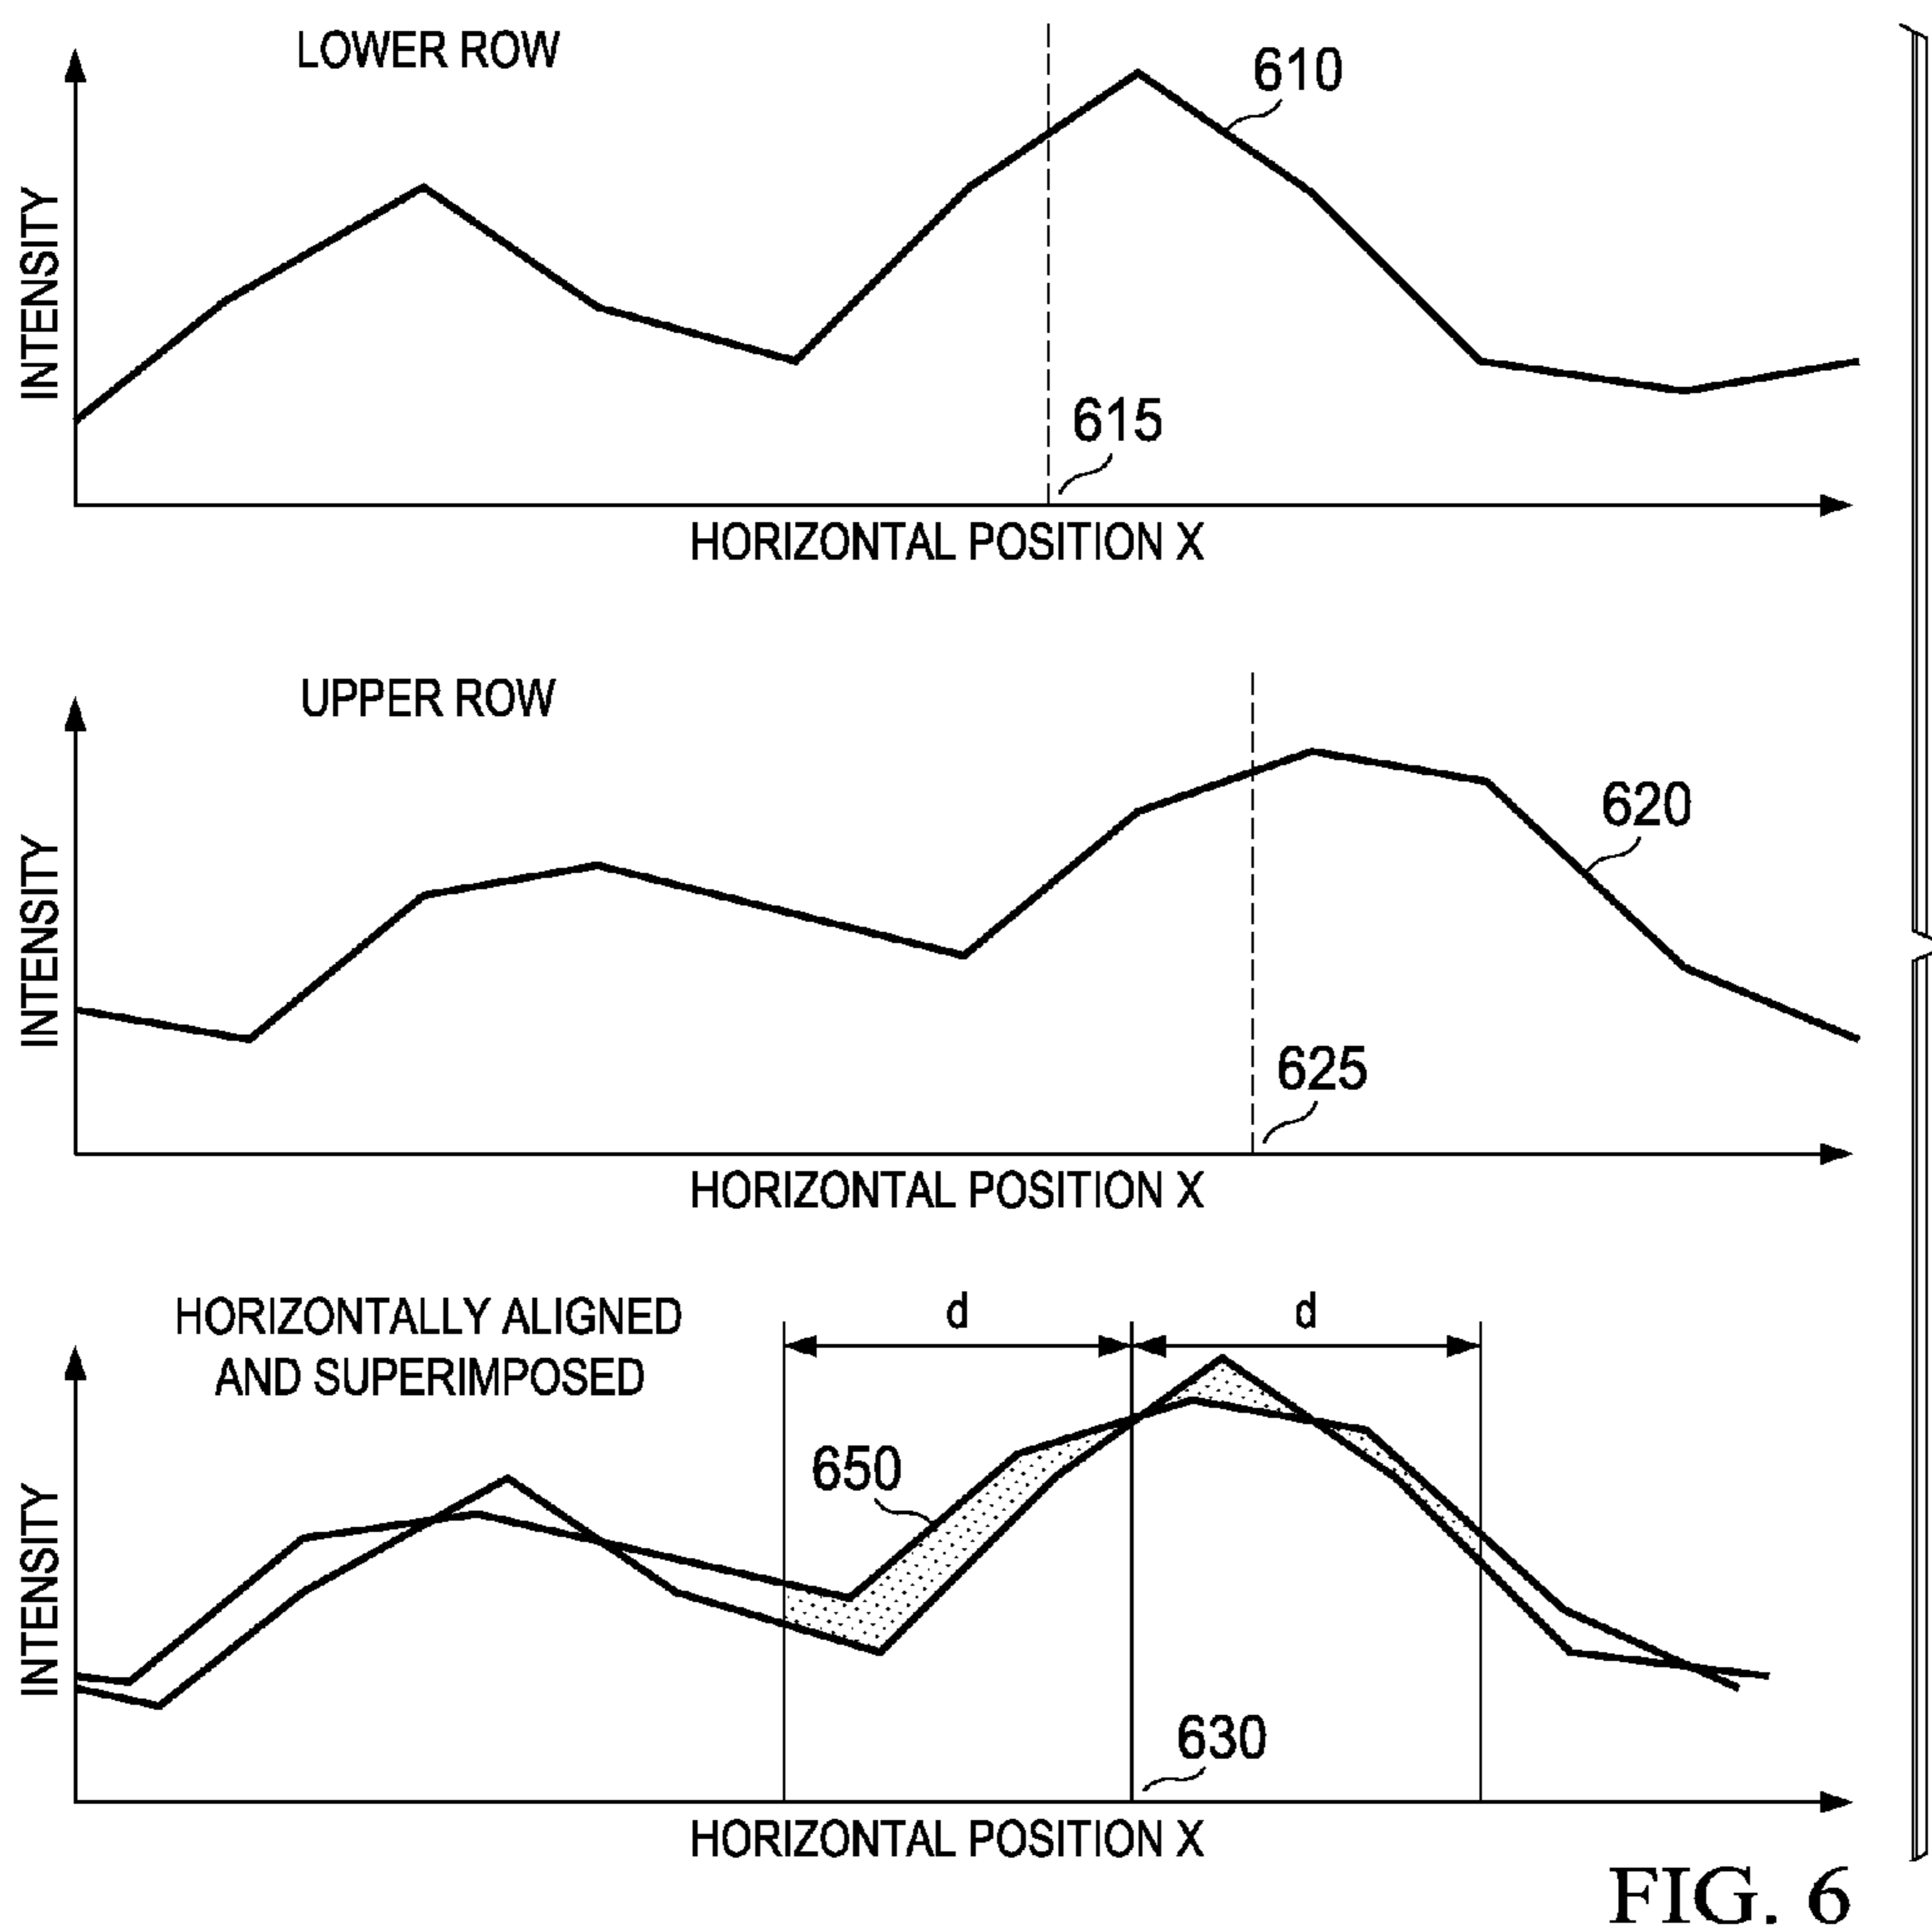 LOWER ROW
610
INTENSITY
615
HORIZONTAL POSITION X
UPPER ROW
620
INTENSITY
625
HORIZONTAL POSITION X
HORIZONTALLY ALIGNED
AND SUPERIMPOSED
d
d
650
INTENSITY
630
HORIZONTAL POSITION X
FIG. 6